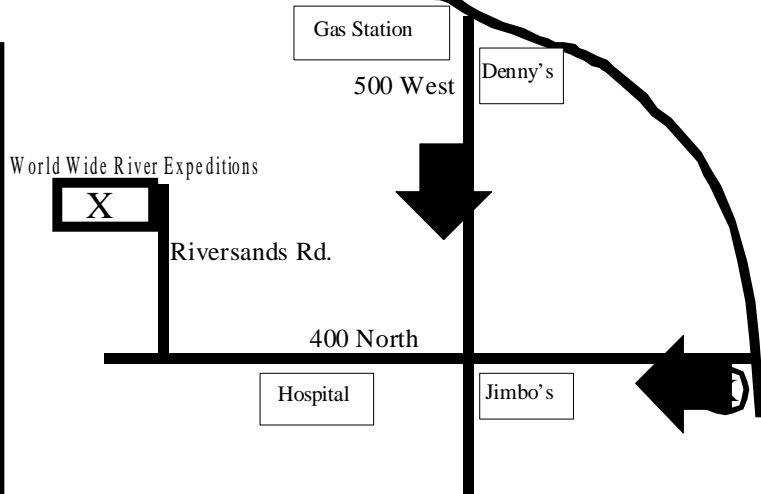 Gas Station
Denny's
500 West
World Wide River Expeditions
X
Riversands Rd.
400 North
Hospital
Jimbo's